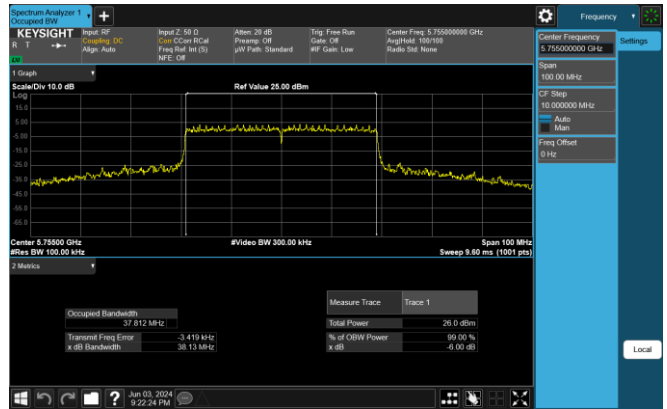 Spectrum Analyzer 1
Occupied BW
Frequency
KEYSIGHT
R T
Input: RF
Coupling: DC
Align: Auto
Input Z: 50 Ω
Corr CCorr RCal
Freq Ref: Int (S)
NFE: Off
Atten: 20 dB
Preamp: Off
µW Path: Standard
Trig: Free Run
Gate: Off
#IF Gain: Low
Center Freq: 5.755000000 GHz
Avg|Hold: 100/100
Radio Std: None
Center Frequency
5.755000000 GHz
Settings
Span
100.00 MHz
CF Step
10.000000 MHz
Auto
Man
Freq Offset
0 Hz
Local
1 Graph
Scale/Div 10.0 dB
Ref Value 25.00 dBm
Log
15.0
5.00
-5.00
-15.0
-25.0
-35.0
-45.0
-55.0
-65.0
Center 5.75500 GHz
#Video BW 300.00 kHz
Span 100 MHz
#Res BW 100.00 kHz
Sweep 9.60 ms (1001 pts)
2 Metrics
Measure Trace
Trace 1
Occupied Bandwidth
37.812 MHz
Total Power
26.0 dBm
Transmit Freq Error
-3.419 kHz
% of OBW Power
99.00 %
x dB Bandwidth
38.13 MHz
x dB
-6.00 dB
Jun 03, 2024
9:22:24 PM